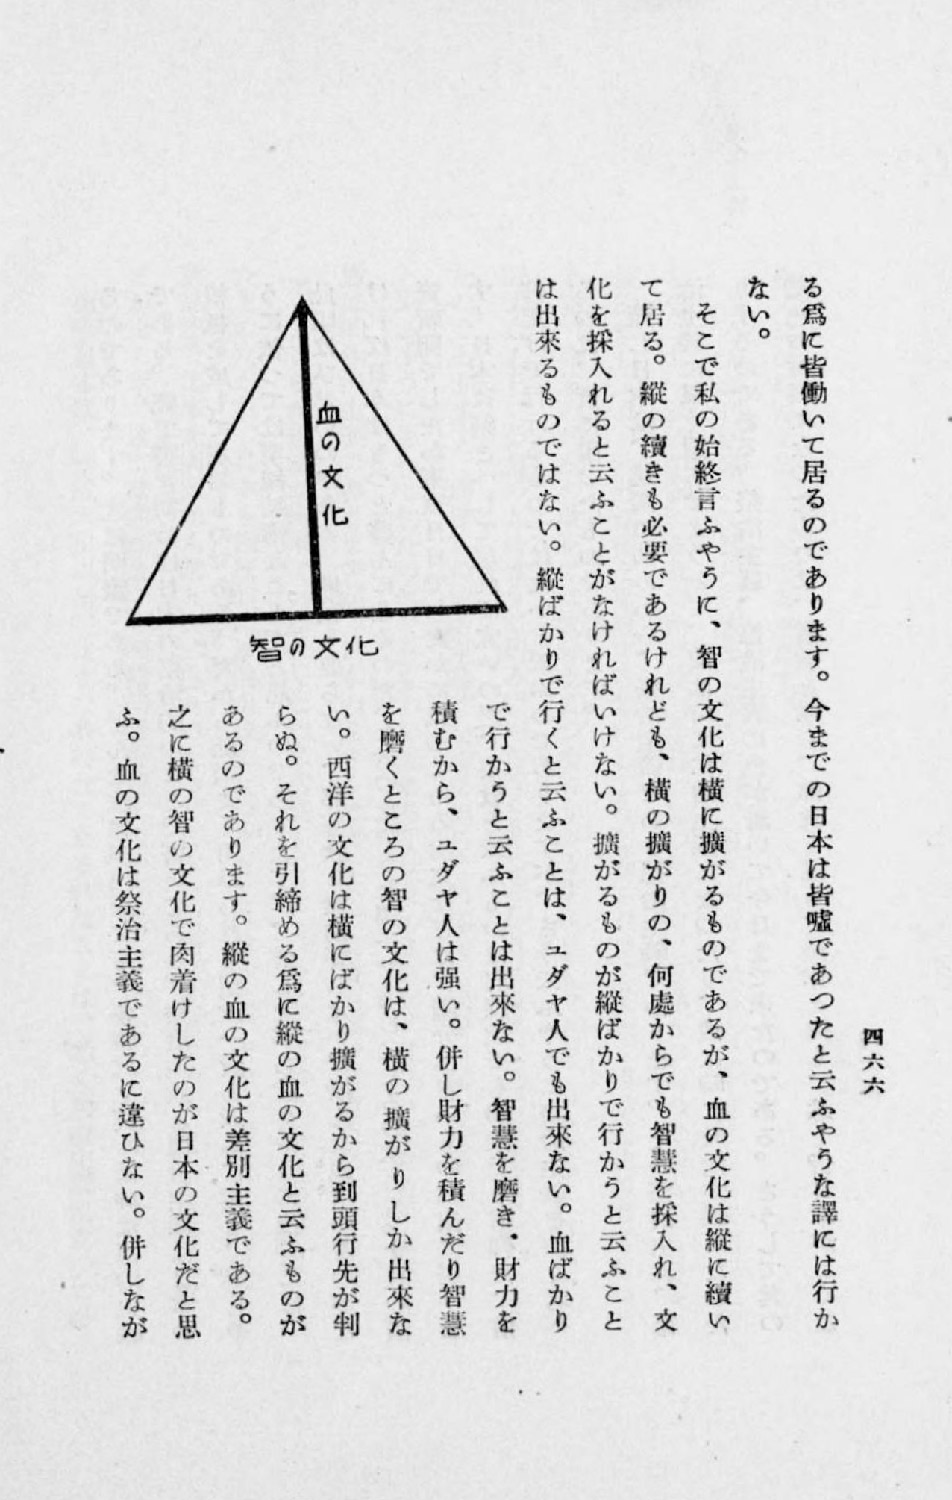 四六六
る爲に皆働いて居るのであります。今までの日本は皆噓であつたと云ふやうな譯には行か
ない。
そこで私の始終言ふやうに、智の文化は橫に擴がるものであるが、血の文化は縱に續い
て居る。縱の續きも必要であるけれども、橫の擴がりの、何處からでも智慧を採入れ、文
化を採入れると云ふことがなければいけない。擴がるものが縱ばかりで行かうと云ふこと
は出來るものではない。縱ばかりで行くと云ふことは、ユダヤ人でも出來ない。血ばかり
で行かうと云ふことは出來ない。智慧を磨き、財力を
積むから、ユダヤ人は强い。併し財力を積んだり智慧
を磨くところの智の文化は、橫の擴がりしか出來な
い。西洋の文化は橫にばかり擴がるから到頭行先が判
らぬ。それを引締める爲に縱の血の文化と云ふものが
あるのであります。縱の血の文化は差別主義である。
之に橫の智の文化で肉着けしたのが日本の文化だと思
ふ。血の文化は祭治主義であるに違ひない。併しなが
血の文化
智の文化